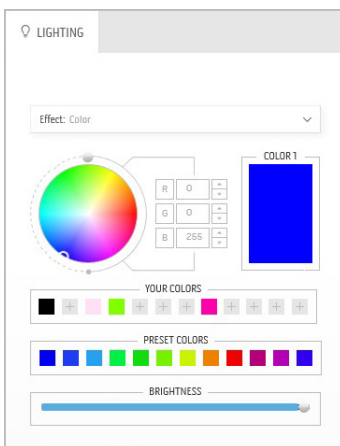 LIGHTING
Effect: Color
COLOR 1
R 0
G 0
B 255
YOUR COLORS
PRESET COLORS
BRIGHTNESS